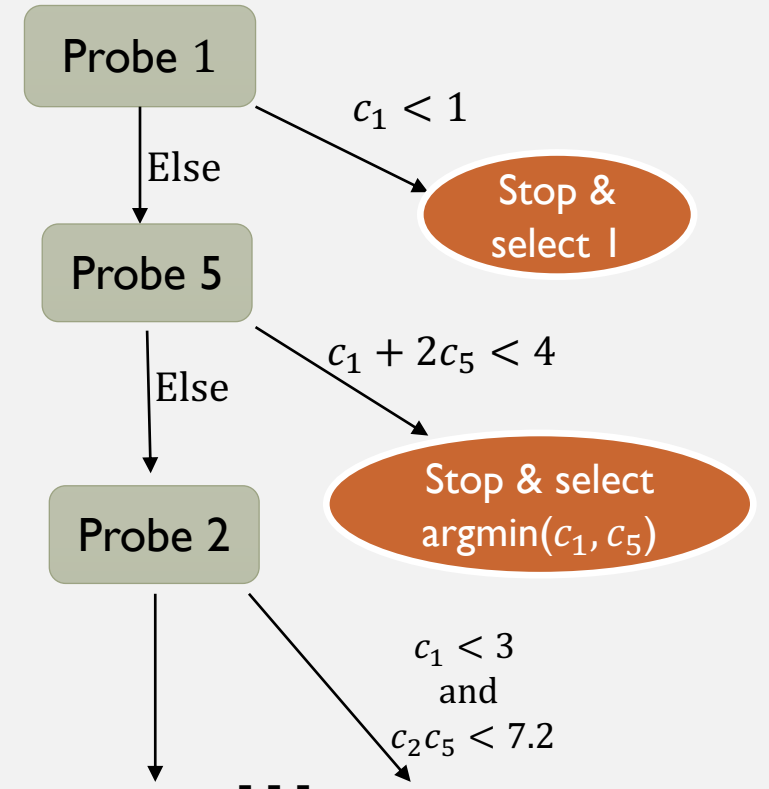 Probe 1
c₁ < 1
Else
Stop &
select 1
Probe 5
c₁ + 2c₅ < 4
Else
Stop & select
argmin(c₁, c₅)
Probe 2
c₁ < 3
and
c₂c₅ < 7.2
...